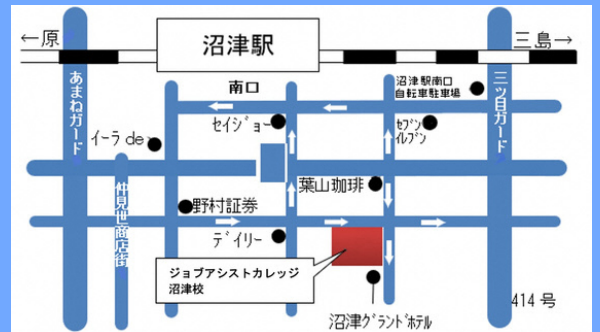 ←原
沼津駅
三島→
南口
沼津駅南口
自転車駐車場
あまねガード
三ツ目ガード
イーラde
セイジョー
セブン
イレブン
仲見世商店街
葉山珈琲
野村証券
デイリー
ジョブアシストカレッジ
沼津校
沼津グランドホテル
414号